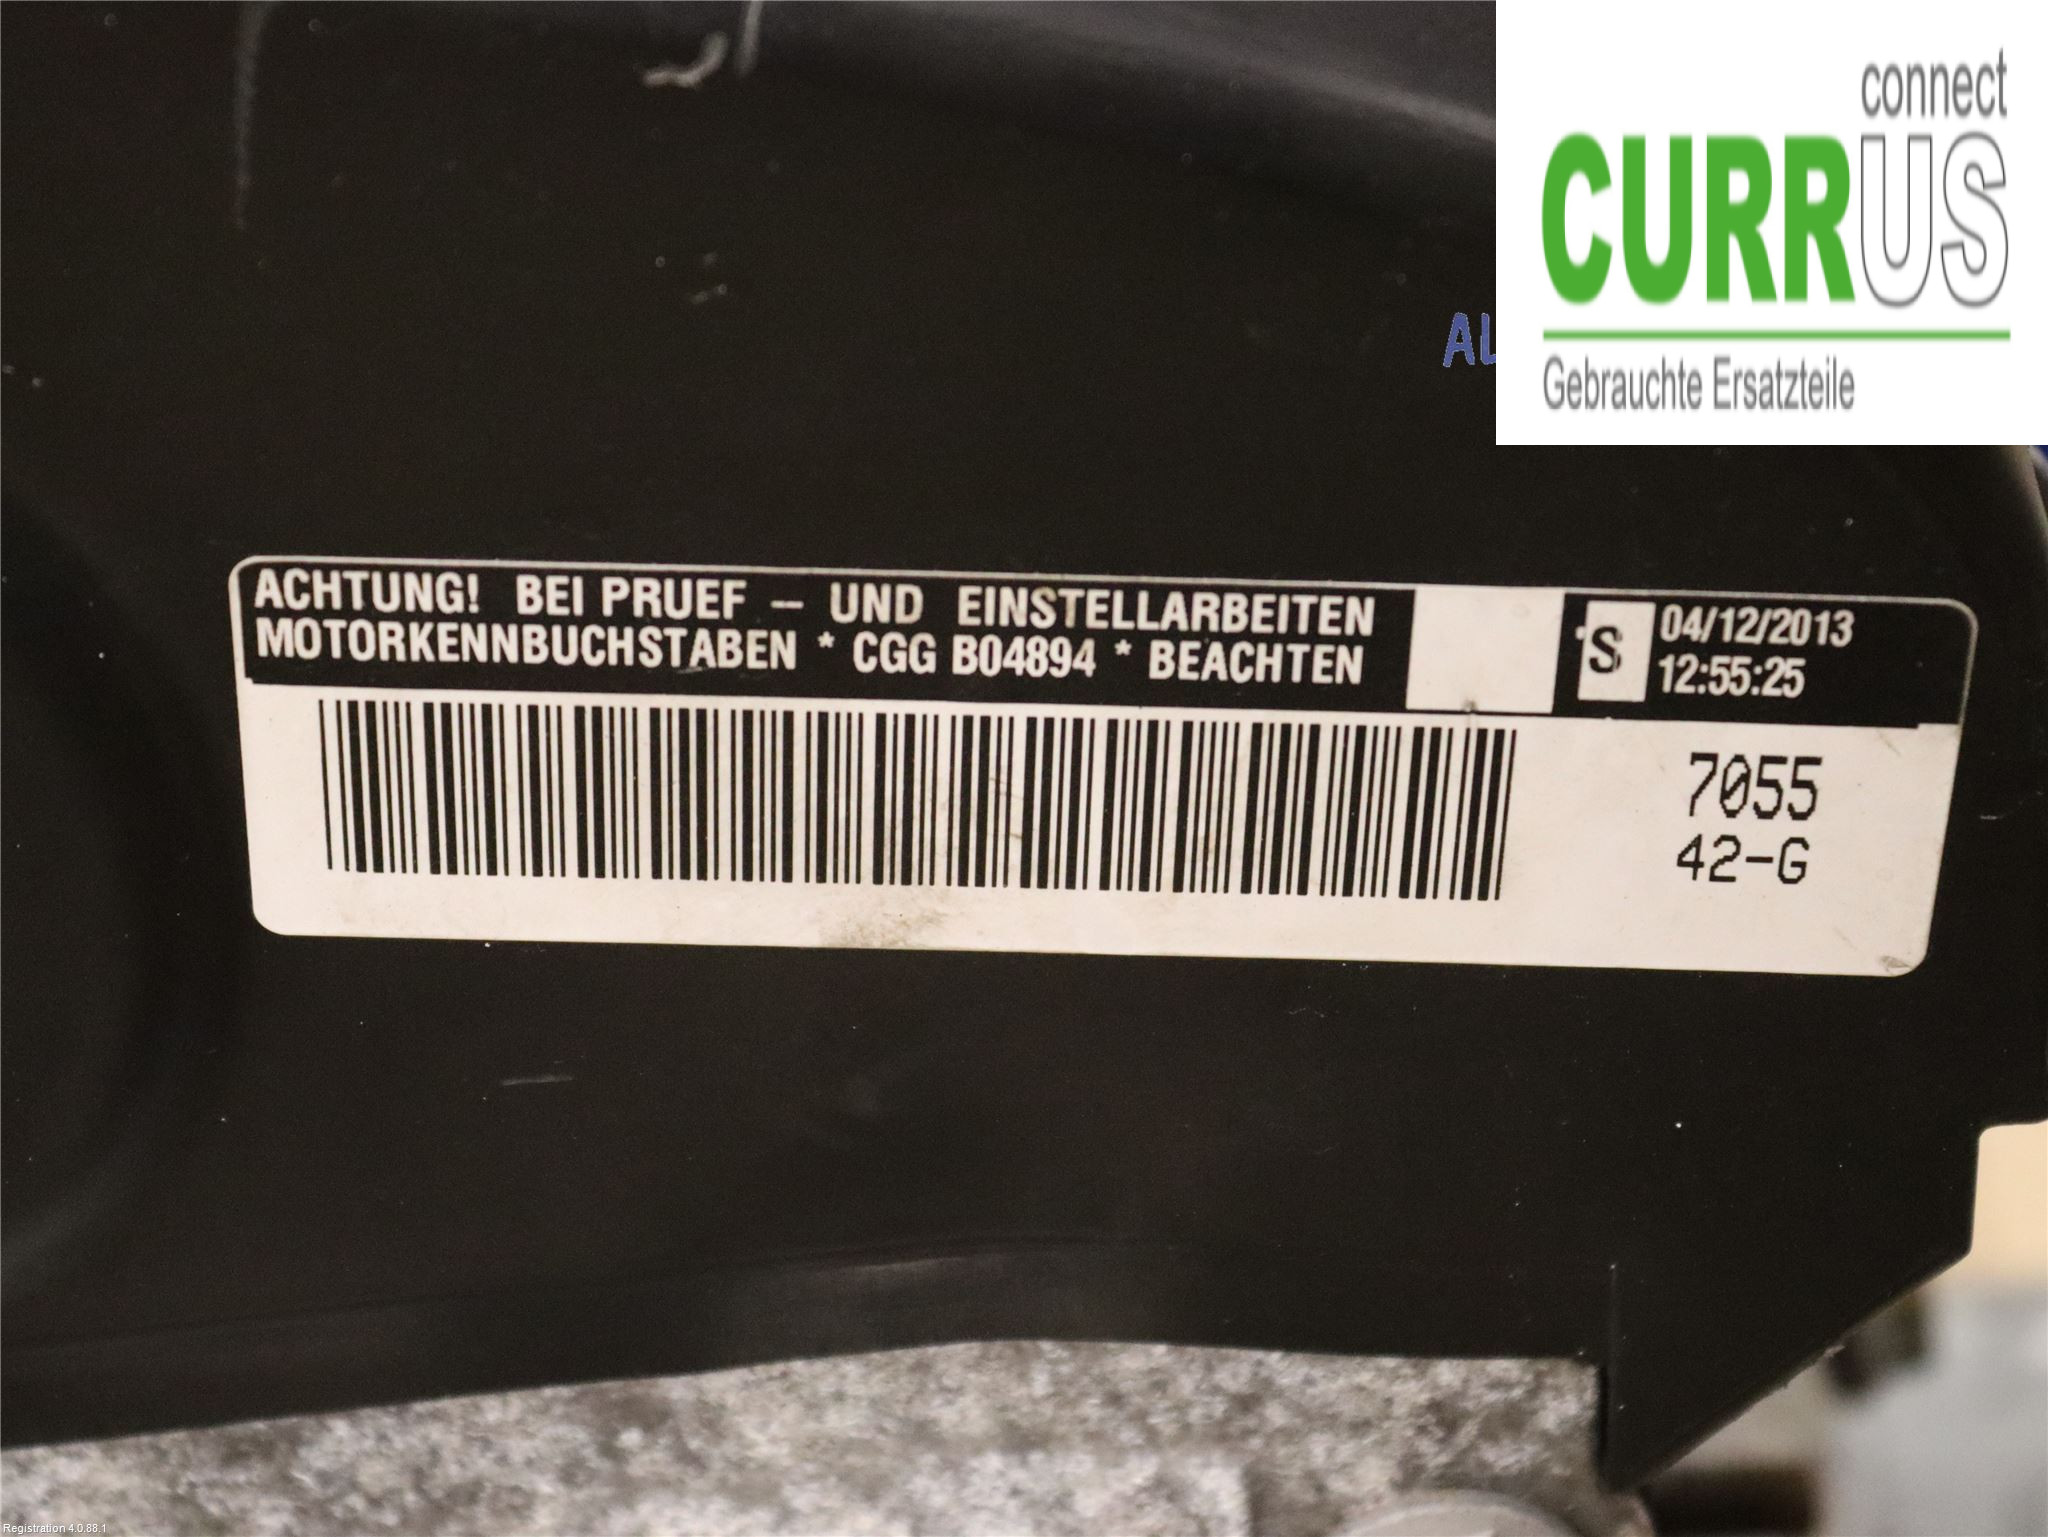 connect
CURRUS
Gebrauchte Ersatzteile
AL
ACHTUNG! BEI PRUEF – UND EINSTELLARBEITEN
MOTORKENNBUCHSTABEN * CGG B04894 * BEACHTEN
S
04/12/2013
12:55:25
7055
42-G
Registration 4.0.88.1